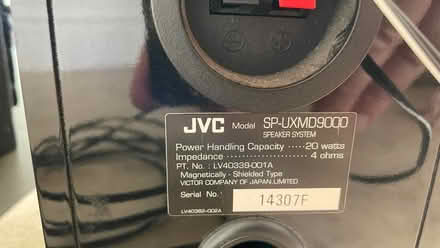 JVC Model SP-UXMD9000
SPEAKER SYSTEM
Power Handling Capacity ····· 20 watts
Impedance ·················· 4 ohms
PT. No. : LV40339-001A
Magnetically - Shielded Type
VICTOR COMPANY OF JAPAN, LIMITED
Serial No. : 14307F
LV40362-002A